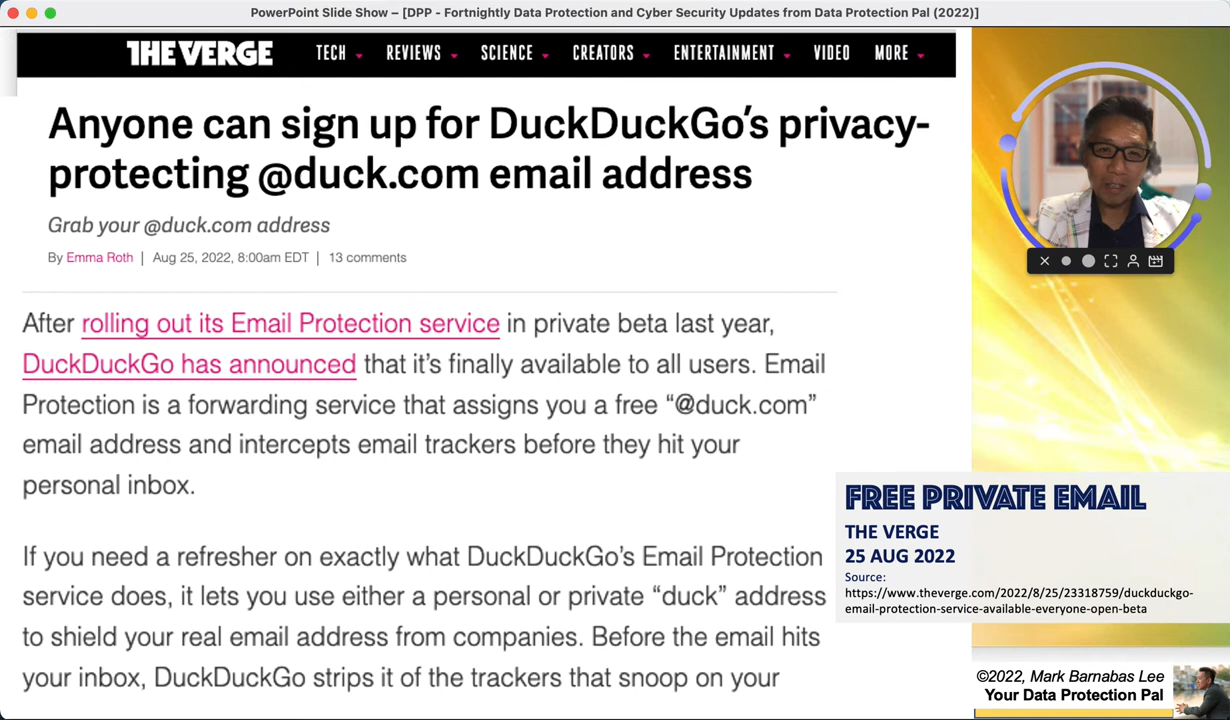 PowerPoint Slide Show – [DPP - Fortnightly Data Protection and Cyber Security Updates from Data Protection Pal (2022)]
THE VERGE TECH REVIEWS SCIENCE CREATORS ENTERTAINMENT VIDEO MORE
Anyone can sign up for DuckDuckGo’s privacy-
protecting @duck.com email address
Grab your @duck.com address
By Emma Roth | Aug 25, 2022, 8:00am EDT | 13 comments
After rolling out its Email Protection service in private beta last year,
DuckDuckGo has announced that it’s finally available to all users. Email
Protection is a forwarding service that assigns you a free “@duck.com”
email address and intercepts email trackers before they hit your
personal inbox.
If you need a refresher on exactly what DuckDuckGo’s Email Protection
service does, it lets you use either a personal or private “duck” address
to shield your real email address from companies. Before the email hits
your inbox, DuckDuckGo strips it of the trackers that snoop on your
FREE PRIVATE EMAIL
THE VERGE
25 AUG 2022
Source:
https://www.theverge.com/2022/8/25/23318759/duckduckgo-
email-protection-service-available-everyone-open-beta
©2022, Mark Barnabas Lee
Your Data Protection Pal